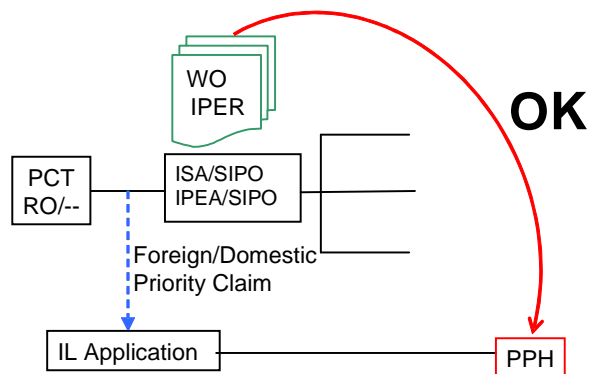 WO
IPER
OK
PCT
RO/--
ISA/SIPO
IPEA/SIPO
Foreign/Domestic
Priority Claim
IL Application
PPH